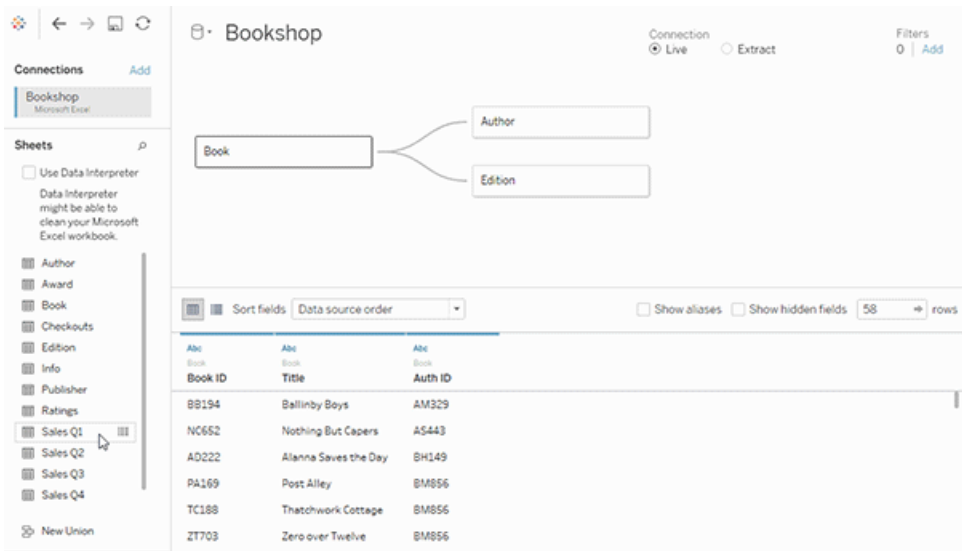 Bookshop
Connection
Live
Extract
Filters
0 | Add
Connections
Add
Bookshop
Microsoft Excel
Sheets
Use Data Interpreter
Data Interpreter
might be able to
clean your Microsoft
Excel workbook.
Author
Award
Book
Checkouts
Edition
Info
Publisher
Ratings
Sales Q1
Sales Q2
Sales Q3
Sales Q4
New Union
Book
Author
Edition
Sort fields Data source order
Show aliases Show hidden fields 58 rows
Abc Abc Abc
Book Book Book
Book ID Title Auth ID
BB194 Ballinby Boys AM329
NC652 Nothing But Capers AS443
AD222 Alanna Saves the Day BH149
PA169 Post Alley BM856
TC188 Thatchwork Cottage BM856
ZT703 Zero over Twelve BM856